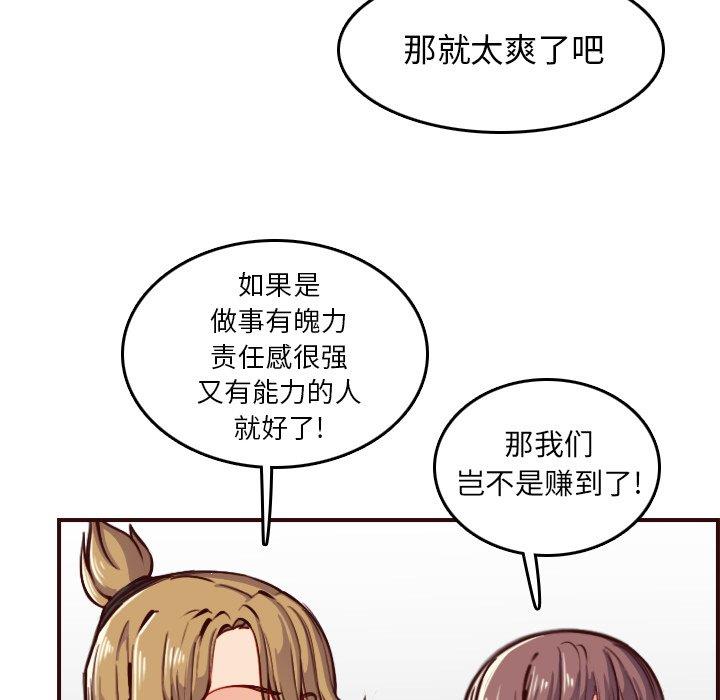 那就太爽了吧
如果是
做事有魄力
责任感很强
又有能力的人
就好了!
那我们
岂不是赚到了!